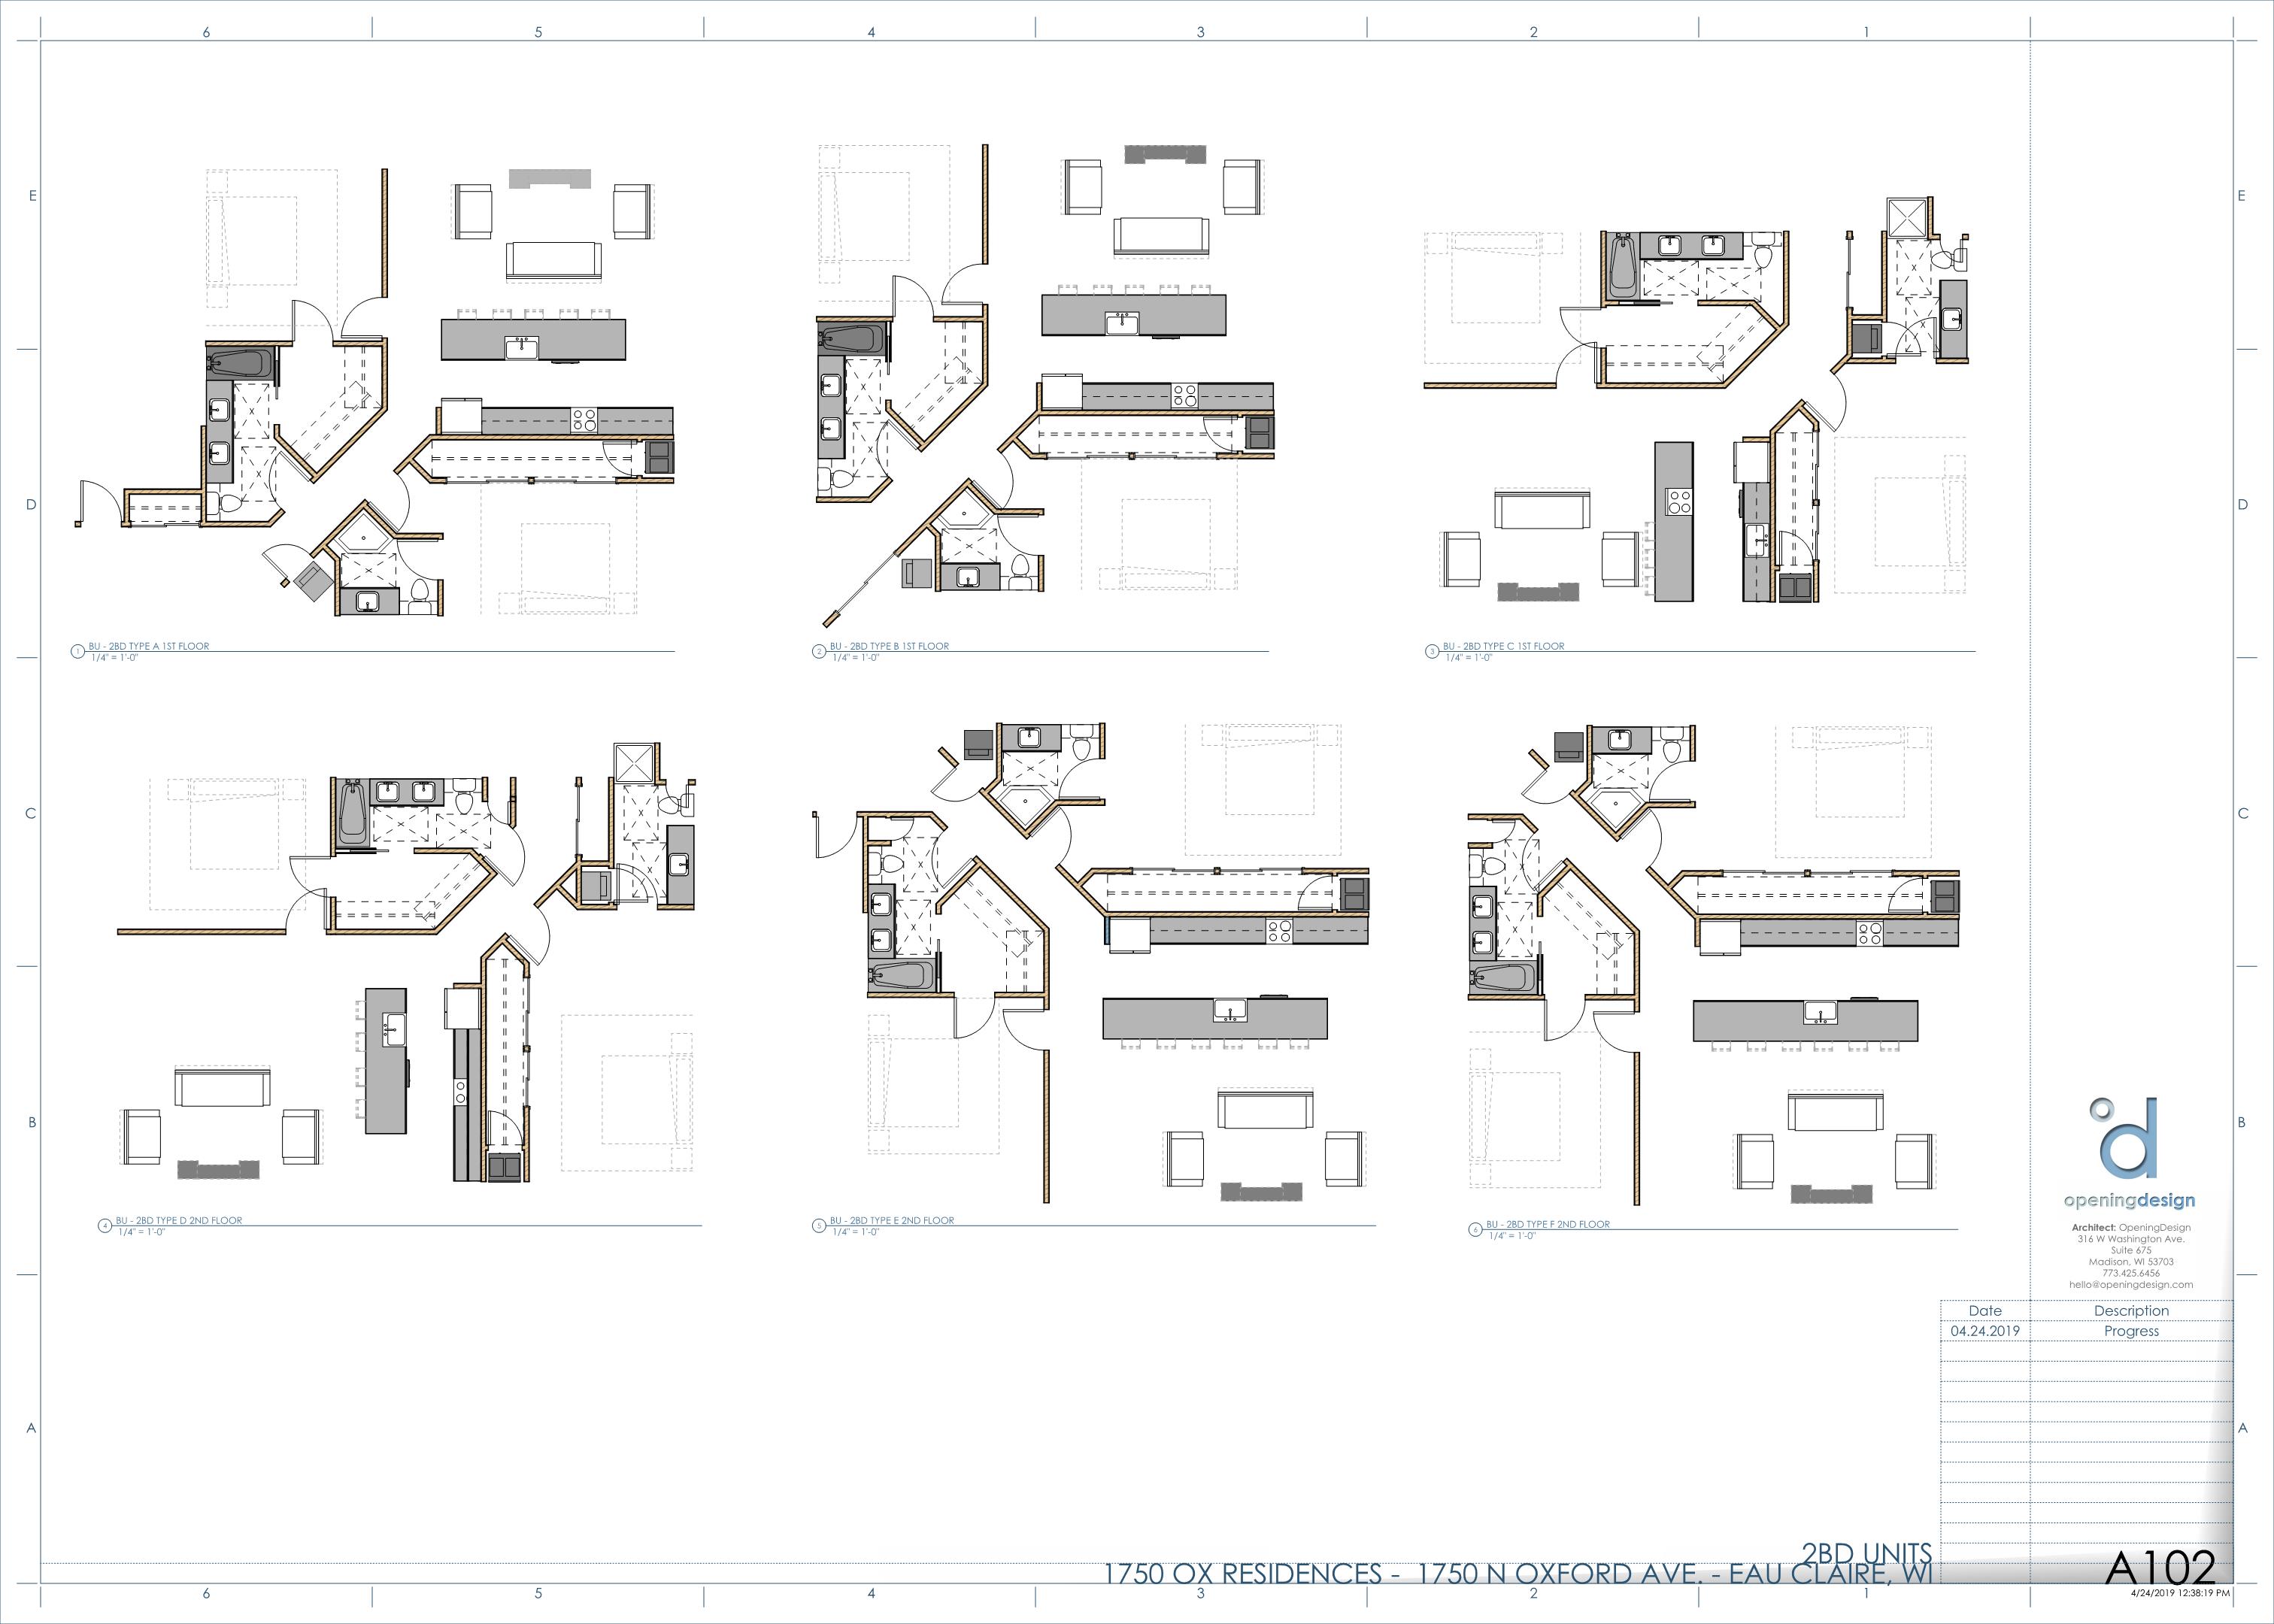 6 5 4 3 2 1
E E
D D
C C
B B
A A
1 BU - 2BD TYPE A 1ST FLOOR
1/4" = 1'-0"
2 BU - 2BD TYPE B 1ST FLOOR
1/4" = 1'-0"
3 BU - 2BD TYPE C 1ST FLOOR
1/4" = 1'-0"
4 BU - 2BD TYPE D 2ND FLOOR
1/4" = 1'-0"
5 BU - 2BD TYPE E 2ND FLOOR
1/4" = 1'-0"
6 BU - 2BD TYPE F 2ND FLOOR
1/4" = 1'-0"
d
openingdesign
Architect: OpeningDesign
316 W Washington Ave.
Suite 675
Madison, WI 53703
773.425.6456
hello@openingdesign.com
Date Description
04.24.2019 Progress
2BD UNITS
1750 OX RESIDENCES - 1750 N OXFORD AVE. - EAU CLAIRE, WI
A102
4/24/2019 12:38:19 PM
6 5 4 3 2 1